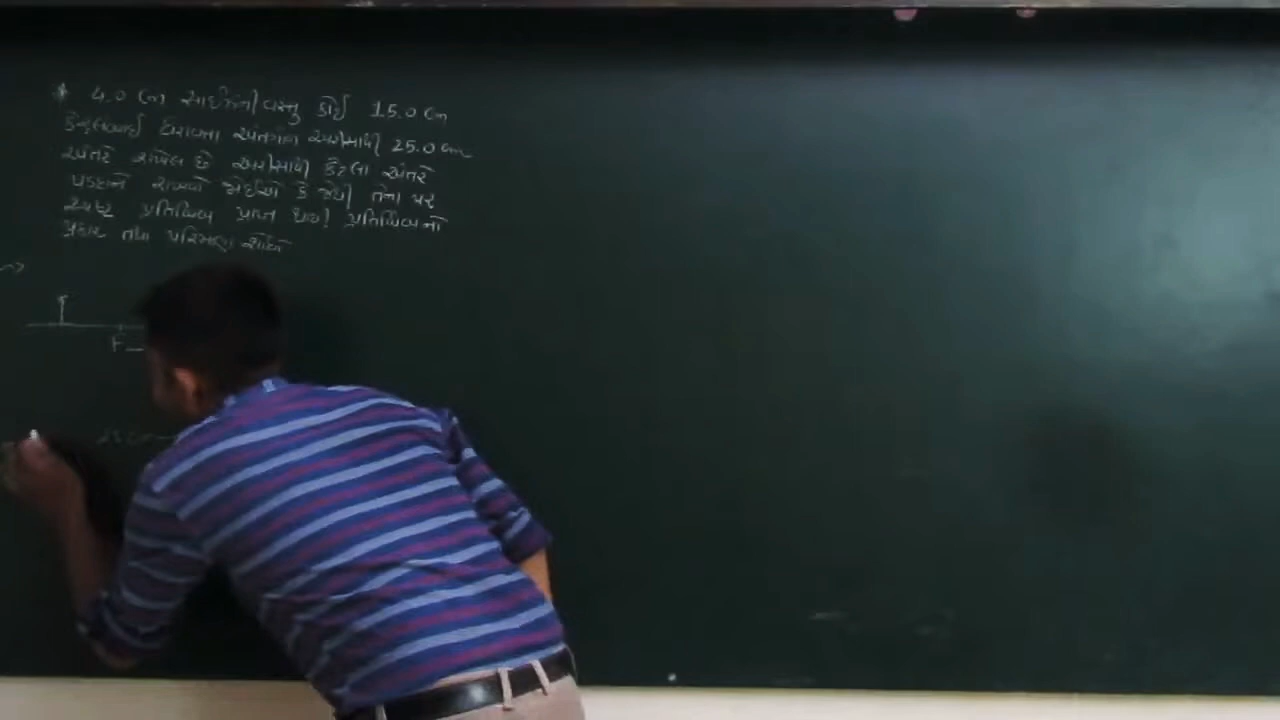 * 4.0 cm સાઈઝની વસ્તુ કોઈ 15.0 cm
કેન્દ્રલંબાઈ ધરાવતા અંતર્ગોળ અરીસાથી 25.0 cm
અંતરે રાખેલ છે અરીસાથી કેટલા અંતરે
પડદાને રાખવો જોઈએ કે જેથી તેના પર
સ્પષ્ટ પ્રતિબિંબ પ્રાપ્ત થાય! પ્રતિબિંબનો
પ્રકાર તથા પરિમાણ શોધો
→
F
25 cm